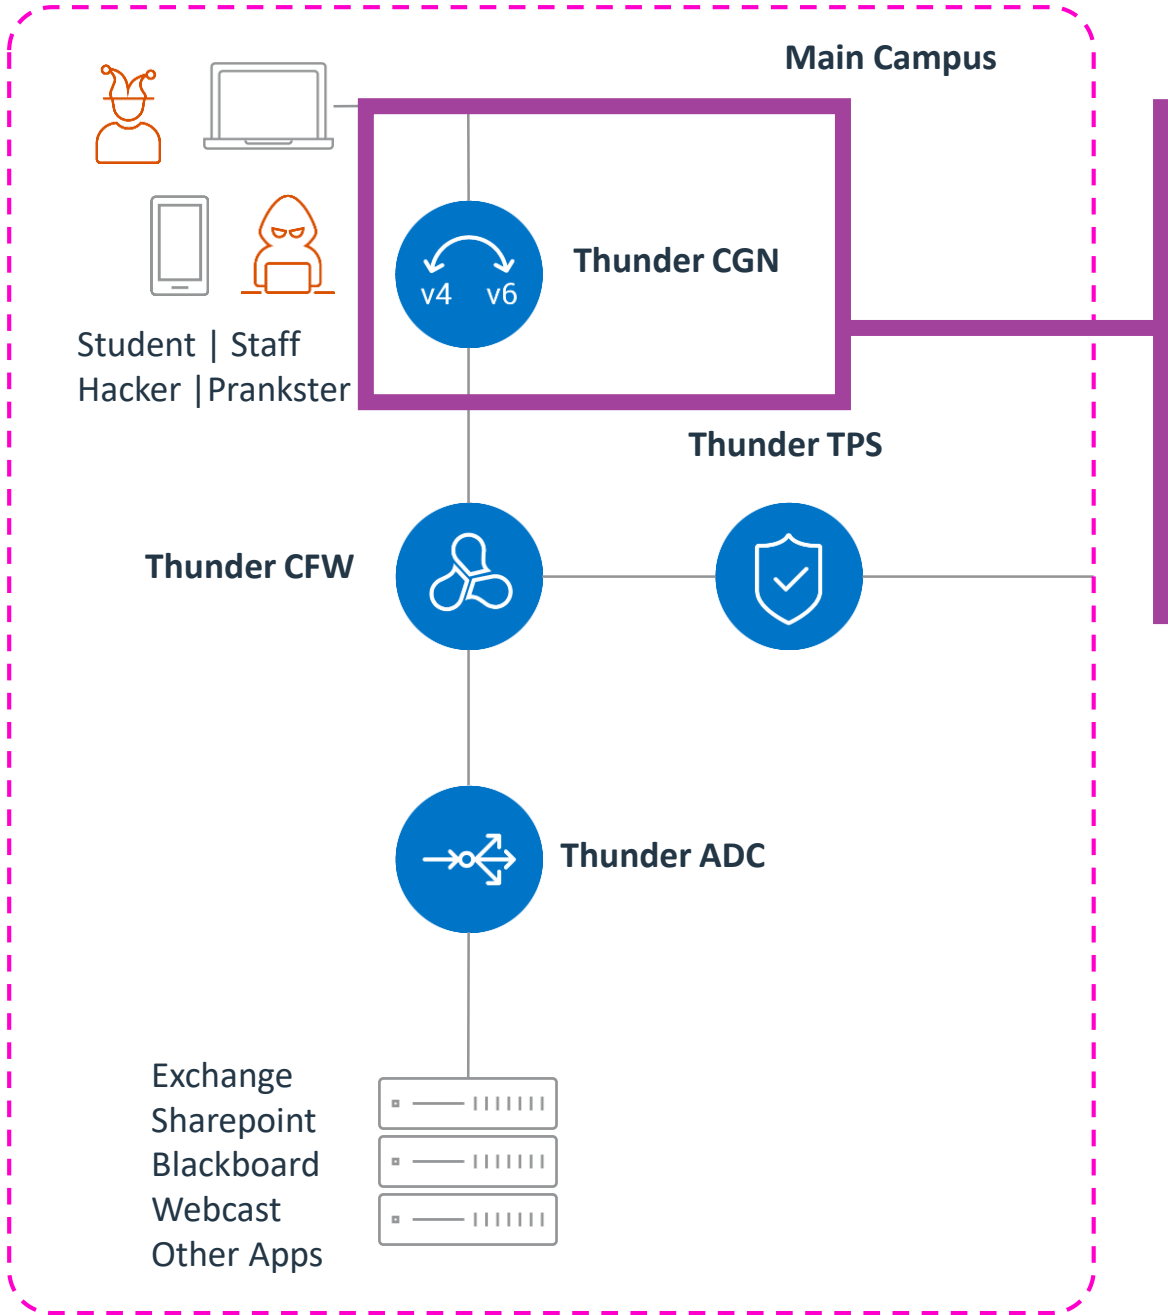 Main Campus
v4 v6
Thunder CGN
Student | Staff
Hacker |Prankster
Thunder TPS
Thunder CFW
Thunder ADC
Exchange
Sharepoint
Blackboard
Webcast
Other Apps